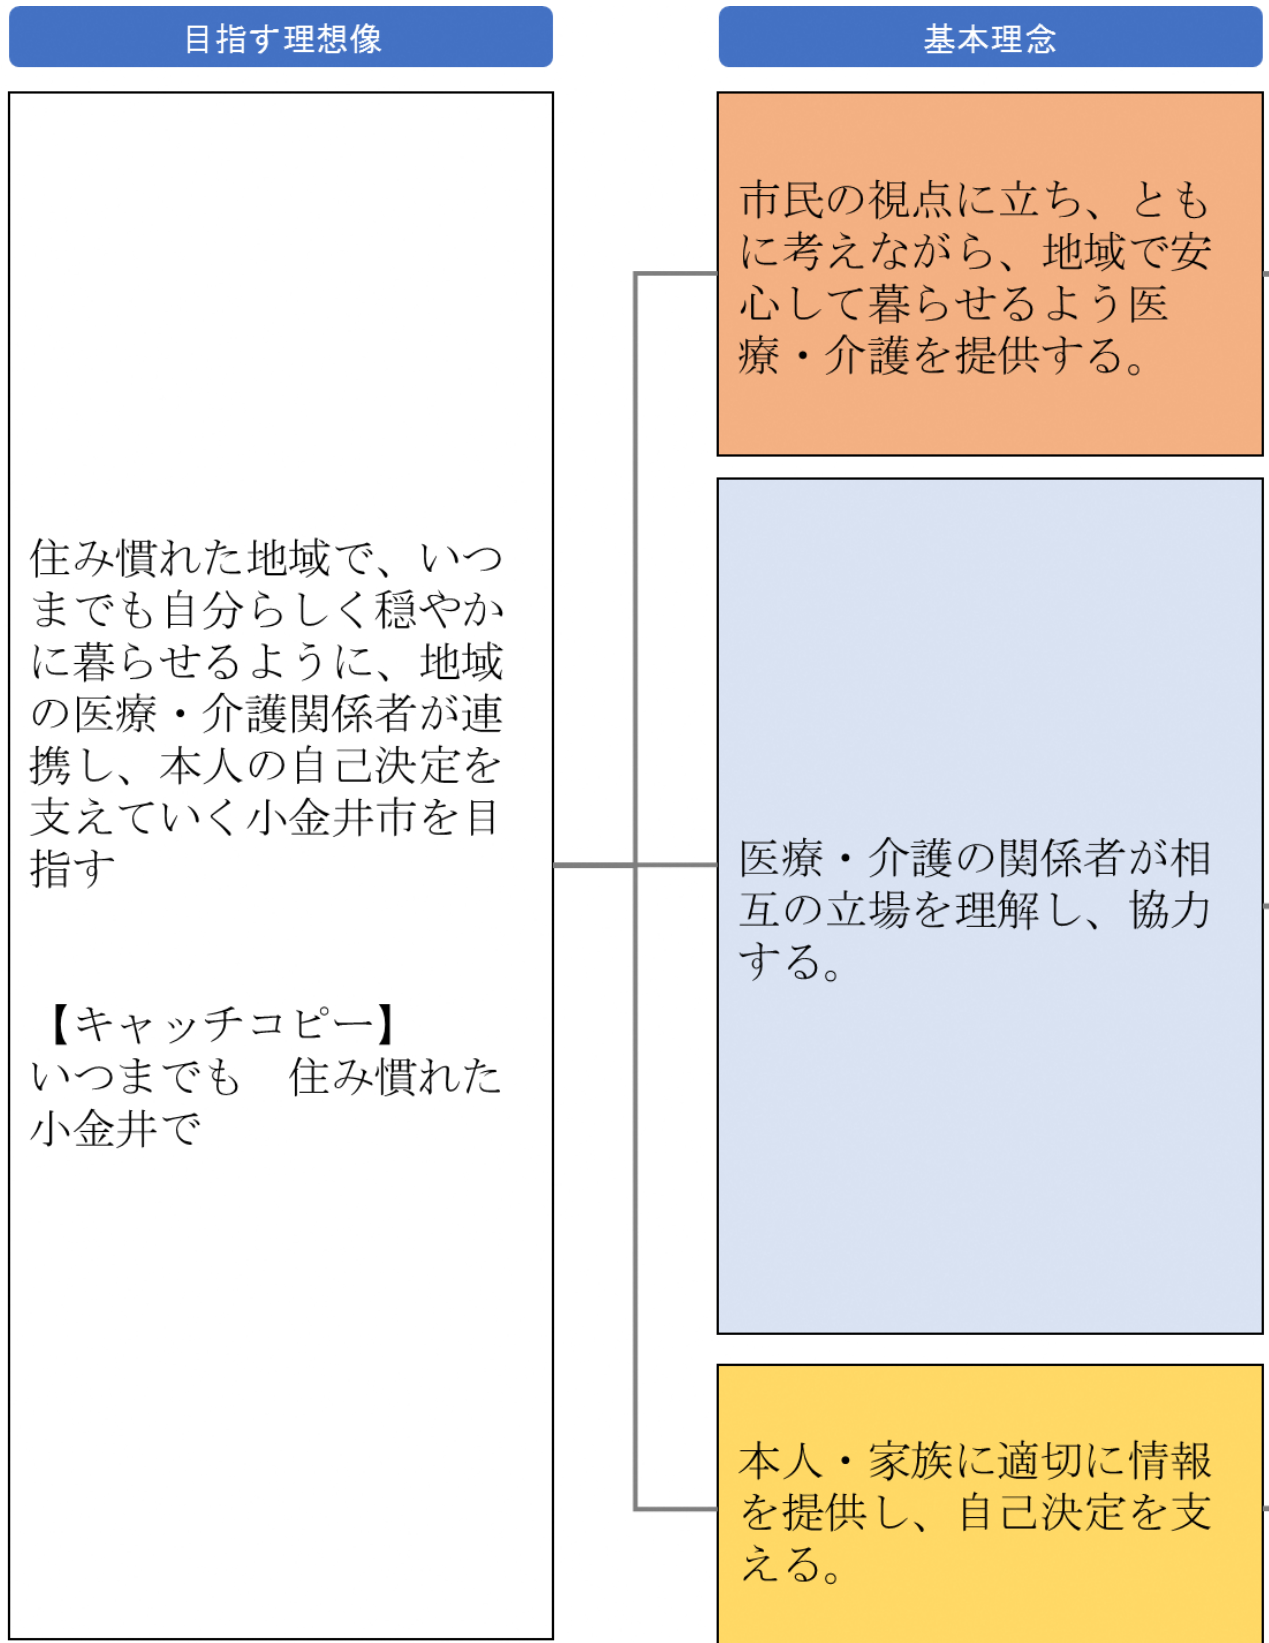 目指す理想像
住み慣れた地域で、いつ
までも自分らしく穏やか
に暮らせるように、地域
の医療・介護関係者が連
携し、本人の自己決定を
支えていく小金井市を目
指す
【キャッチコピー】
いつまでも　住み慣れた
小金井で
基本理念
市民の視点に立ち、とも
に考えながら、地域で安
心して暮らせるよう医
療・介護を提供する。
医療・介護の関係者が相
互の立場を理解し、協力
する。
本人・家族に適切に情報
を提供し、自己決定を支
える。